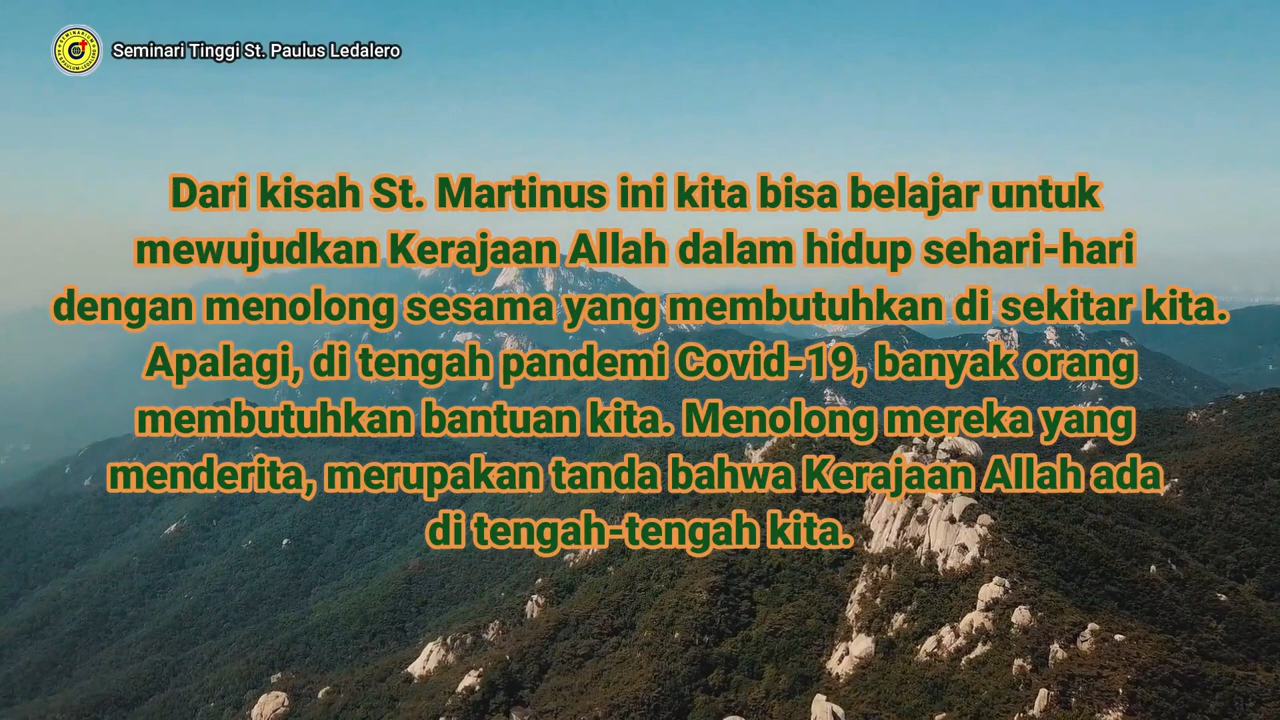 Seminari Tinggi St. Paulus Ledalero
Dari kisah St. Martinus ini kita bisa belajar untuk
mewujudkan Kerajaan Allah dalam hidup sehari-hari
dengan menolong sesama yang membutuhkan di sekitar kita.
Apalagi, di tengah pandemi Covid-19, banyak orang
membutuhkan bantuan kita. Menolong mereka yang
menderita, merupakan tanda bahwa Kerajaan Allah ada
di tengah-tengah kita.